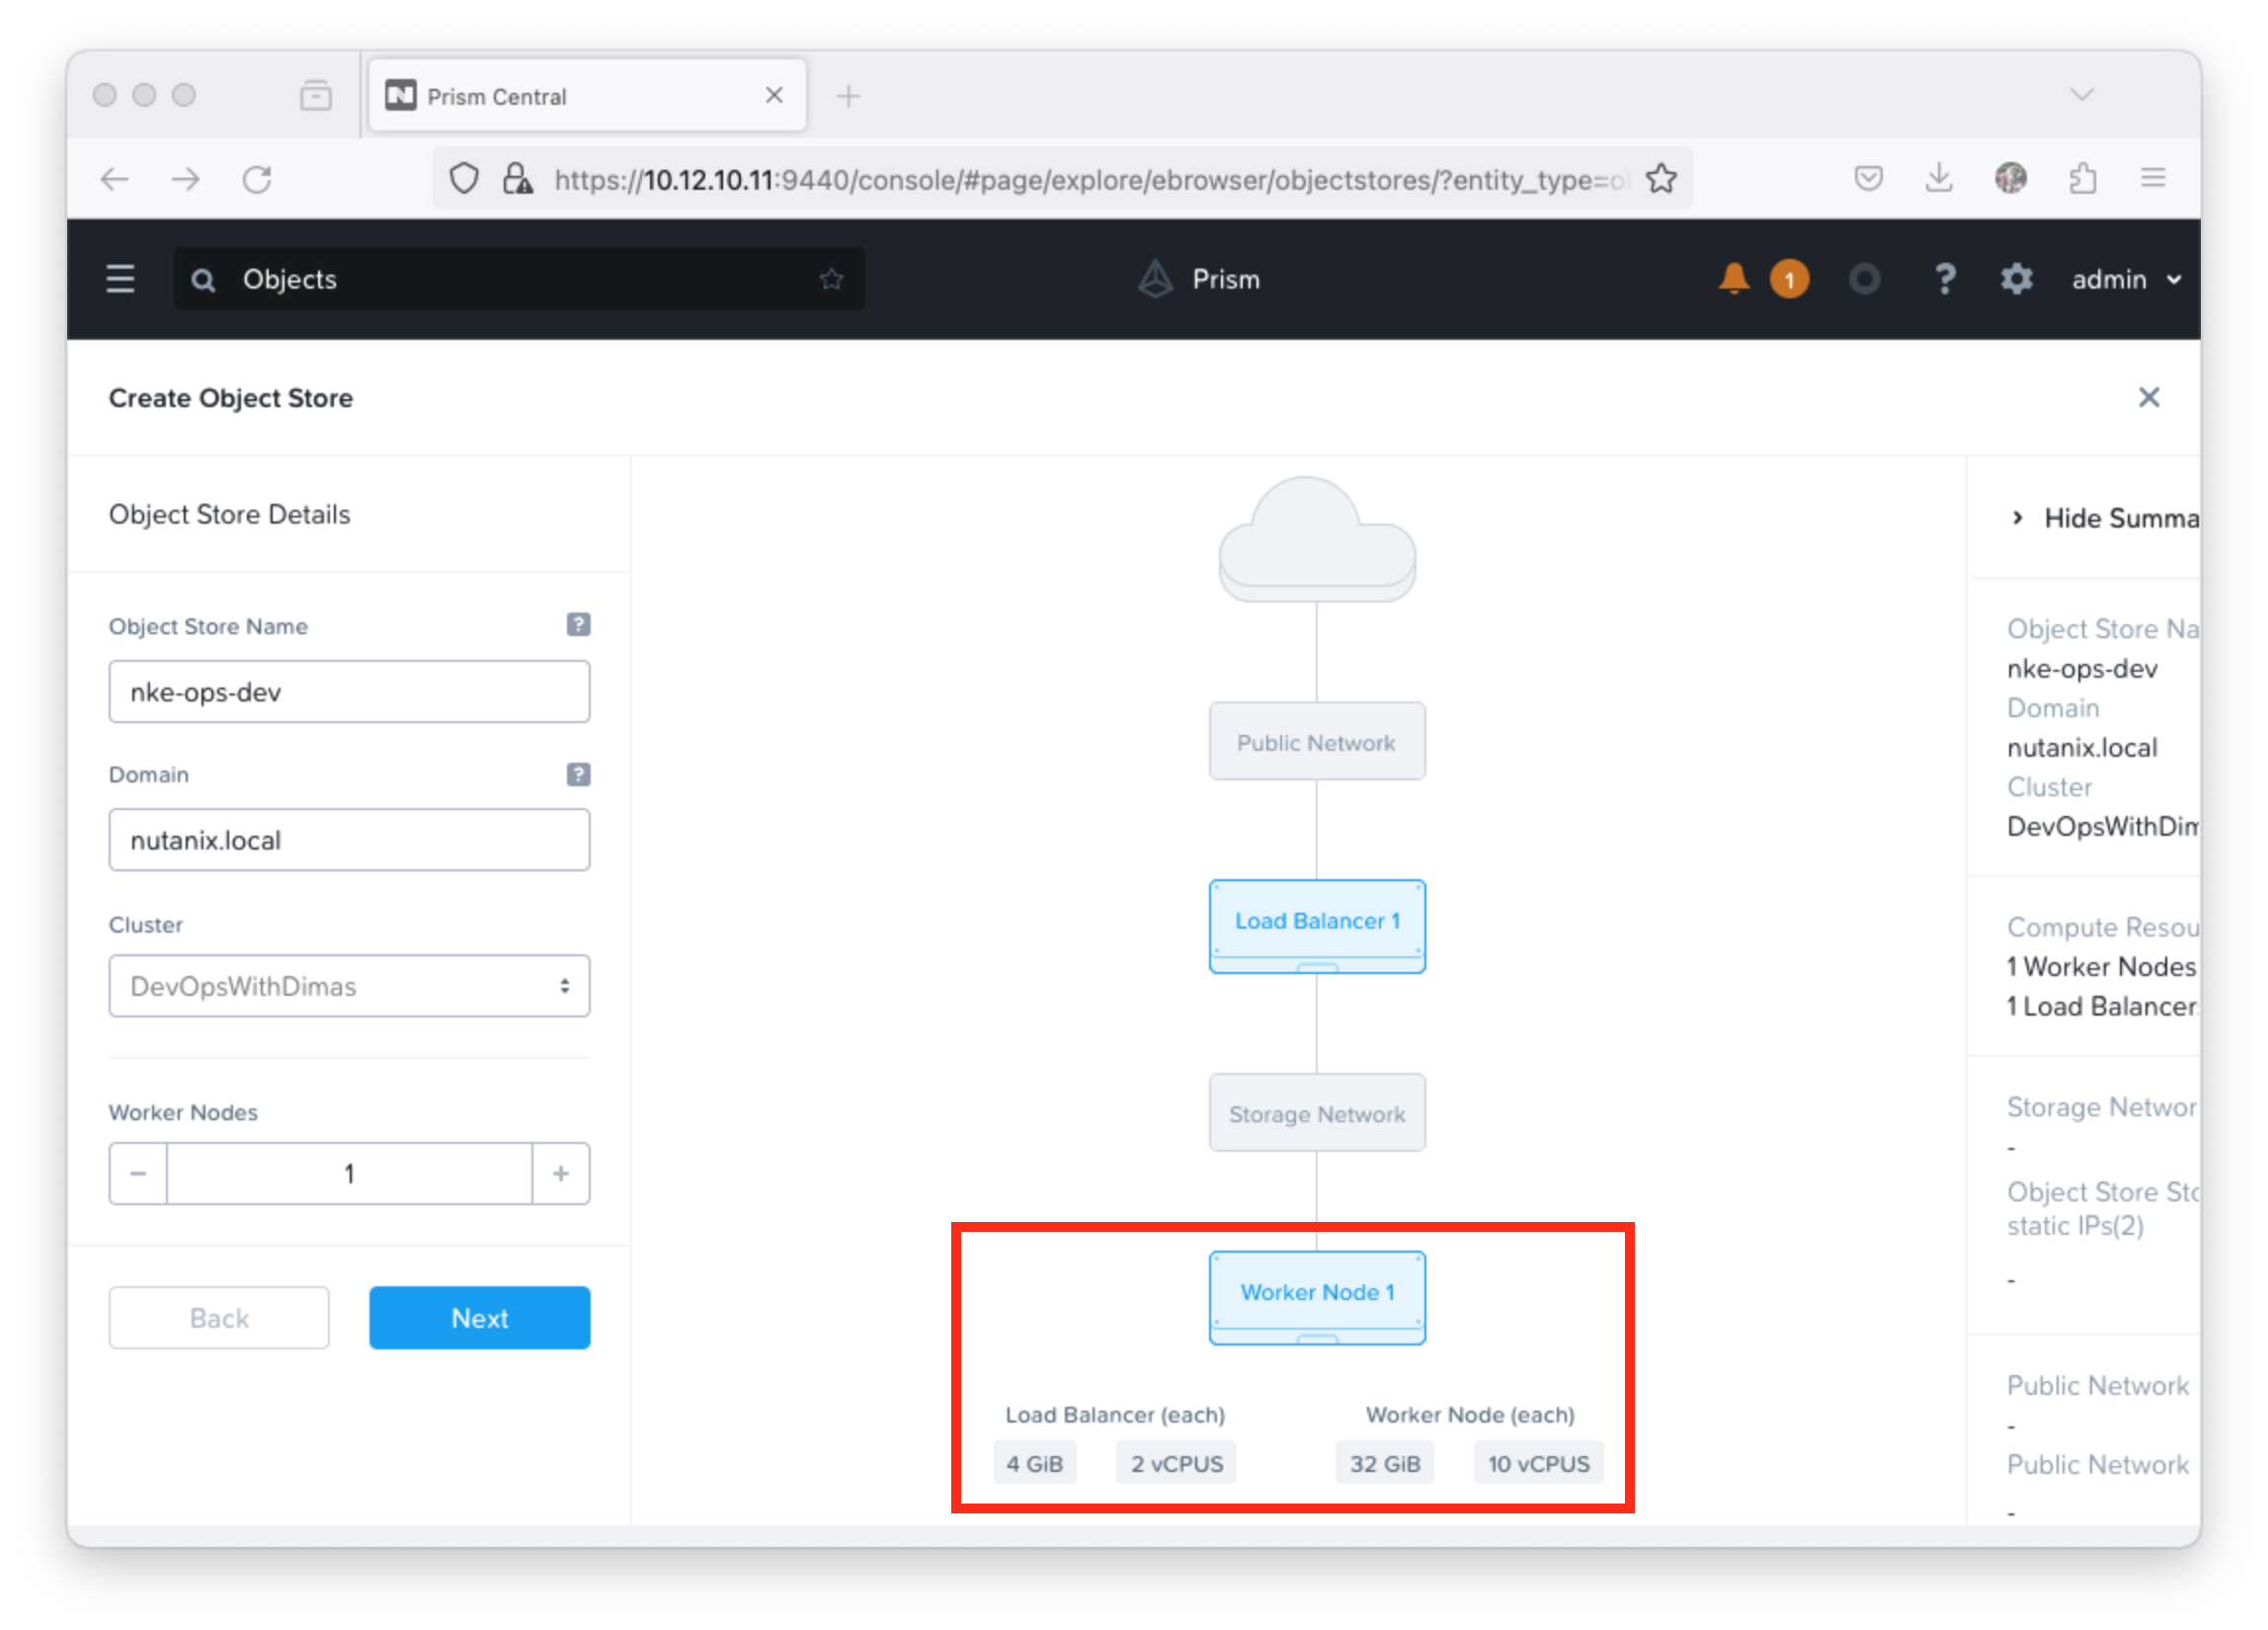 Prism Central
https://10.12.10.11:9440/console/#page/explore/ebrowser/objectstores/?entity_type=o
Objects
Prism
1
?
admin
Create Object Store
Object Store Details
Object Store Name ?
nke-ops-dev
Domain ?
nutanix.local
Cluster
DevOpsWithDimas
Worker Nodes
− 1 +
Back Next
Public Network
Load Balancer 1
Storage Network
Worker Node 1
Load Balancer (each) Worker Node (each)
4 GiB 2 vCPUS 32 GiB 10 vCPUS
Hide Summa
Object Store Na
nke-ops-dev
Domain
nutanix.local
Cluster
DevOpsWithDim
Compute Resou
1 Worker Nodes
1 Load Balancer
Storage Networ
-
Object Store Sto
static IPs(2)
-
Public Network
-
Public Network
-